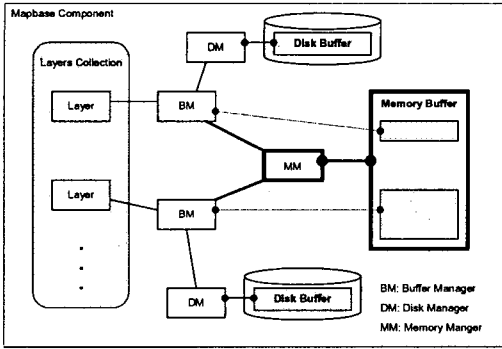 Mapbase Component
DM
Disk Buffer
Layers Collection
Layer
BM
Memory Buffer
MM
Layer
BM
DM
Disk Buffer
BM: Buffer Manager
DM: Disk Manager
MM: Memory Manger